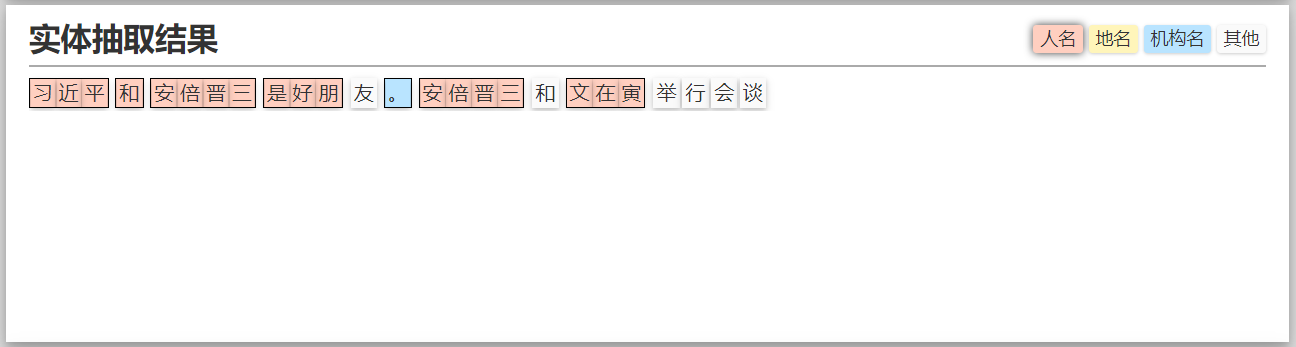 实体抽取结果 人名 地名 机构名 其他
习近平 和 安倍晋三 是好朋 友 。 安倍晋三 和 文在寅 举行会谈